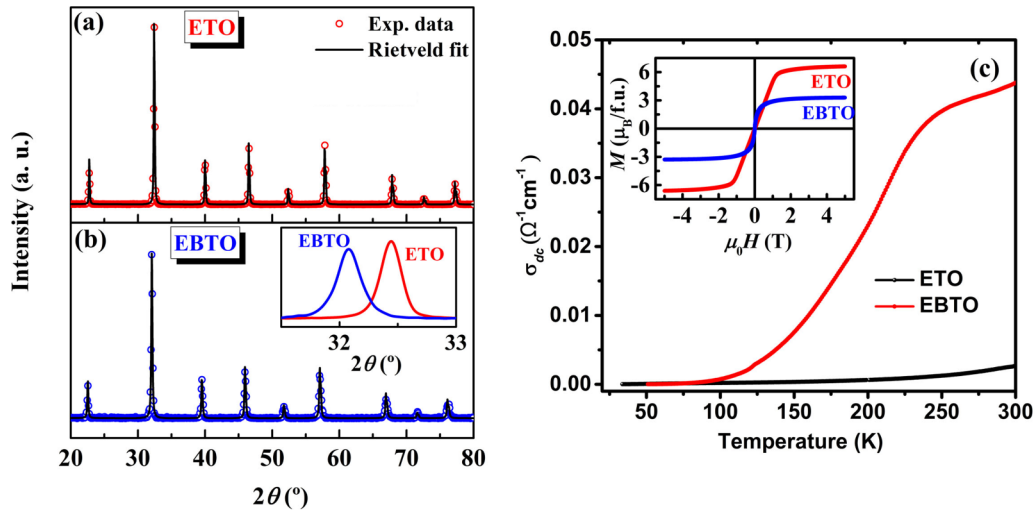 (a)
ETO
Exp. data
Rietveld fit
(b)
EBTO
EBTO
ETO
32
33
2θ (º)
20
30
40
50
60
70
80
2θ (º)
Intensity (a. u.)
(c)
0.05
0.04
0.03
0.02
0.01
0.00
σdc (Ω-1cm-1)
6
3
0
-3
-6
M (μB/f.u.)
ETO
EBTO
-4
-2
0
2
4
μ0H (T)
ETO
EBTO
50
100
150
200
250
300
Temperature (K)